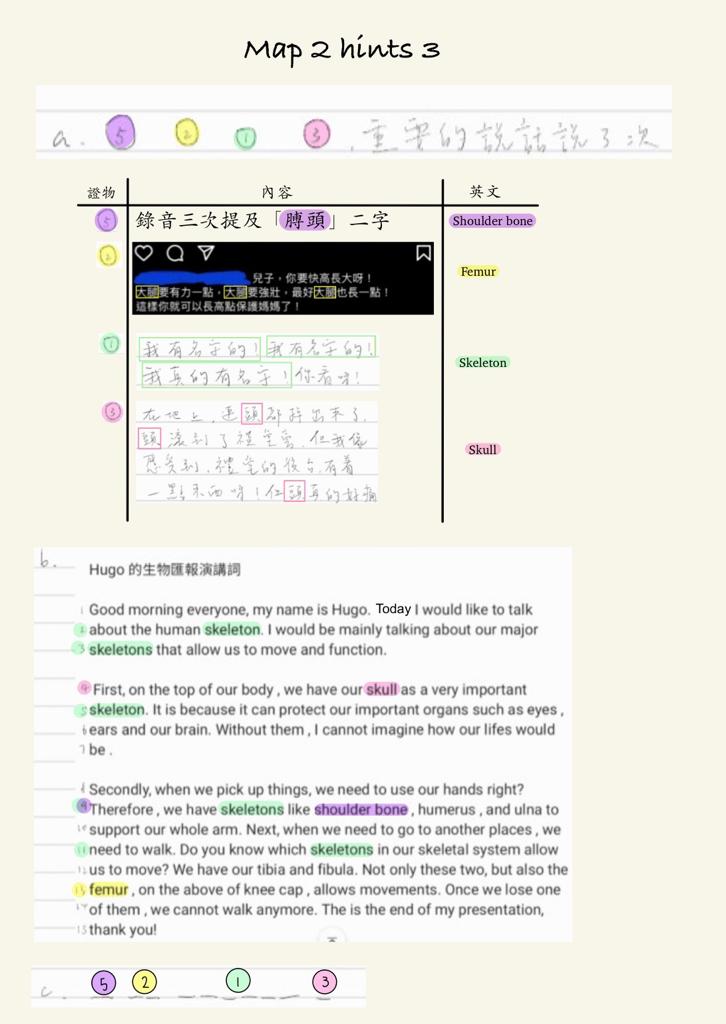 Map 2 hints 3
a. 5 2 1 3 , 重要的說話說了 次
證物 內容 英文
5 錄音三次提及「膊頭」二字 Shoulder bone
2 兒子，你要快高長大呀！
大腿要有力一點，大腿要強壯，最好大腿也長一點！
這樣你就可以長高點保護媽媽了！
Femur
1 我有名字的！我有名字的！
我真的有名字！你看呀！
Skeleton
3 在地上，連頭都掉出來了，
頭滾到了禮堂旁，但我依
感受到，禮堂的後台有著
一點東西呀！但頭真的好痛
Skull
b.
Hugo 的生物匯報演講詞
1 Good morning everyone, my name is Hugo. Today I would like to talk
2 about the human skeleton. I would be mainly talking about our major
3 skeletons that allow us to move and function.
4 First, on the top of our body , we have our skull as a very important
5 skeleton. It is because it can protect our important organs such as eyes ,
6 ears and our brain. Without them , I cannot imagine how our lifes would
7 be .
8 Secondly, when we pick up things, we need to use our hands right?
9 Therefore , we have skeletons like shoulder bone , humerus , and ulna to
10 support our whole arm. Next, when we need to go to another places , we
11 need to walk. Do you know which skeletons in our skeletal system allow
12 us to move? We have our tibia and fibula. Not only these two, but also the
13 femur , on the above of knee cap , allows movements. Once we lose one
14 of them , we cannot walk anymore. The is the end of my presentation,
15 thank you!
c. 5 2 1 3